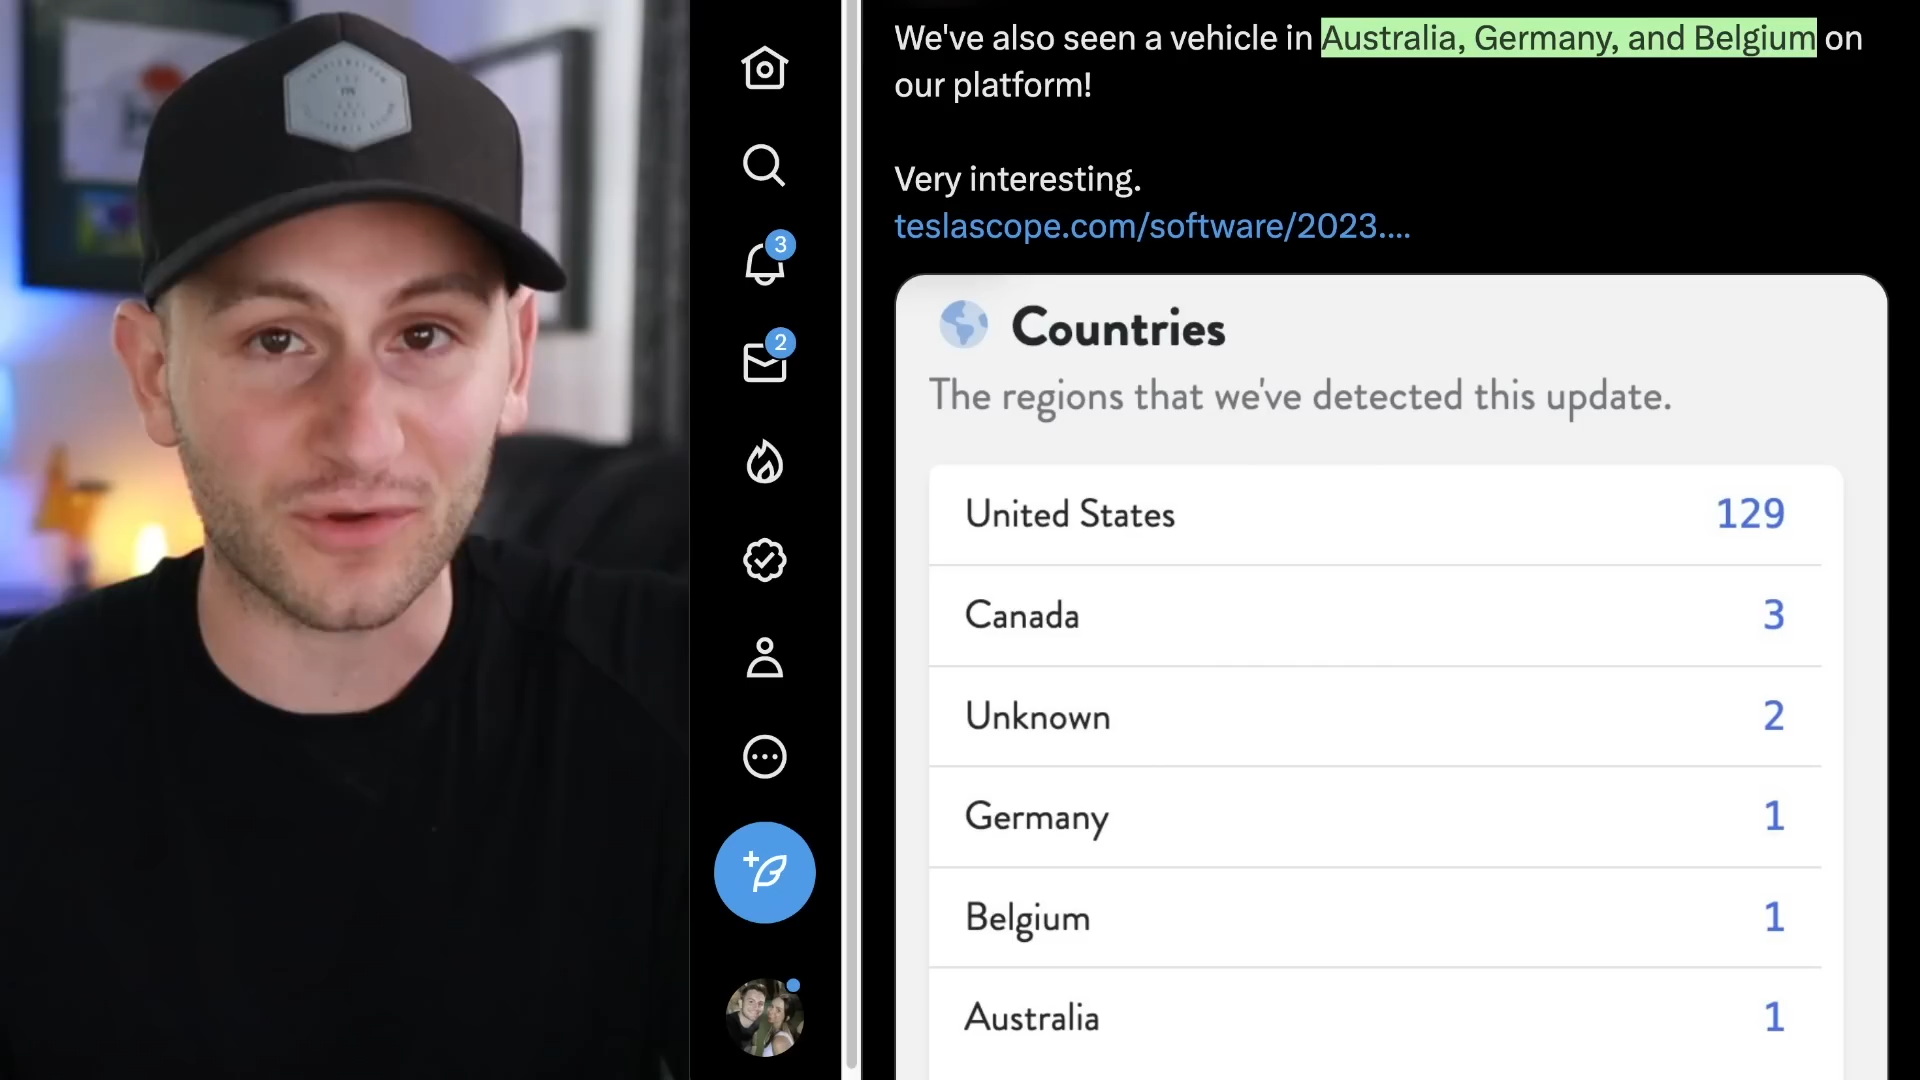 We've also seen a vehicle in Australia, Germany, and Belgium on
our platform!
Very interesting.
teslascope.com/software/2023....
3
2
Countries
The regions that we've detected this update.
United States 129
Canada 3
Unknown 2
Germany 1
Belgium 1
Australia 1